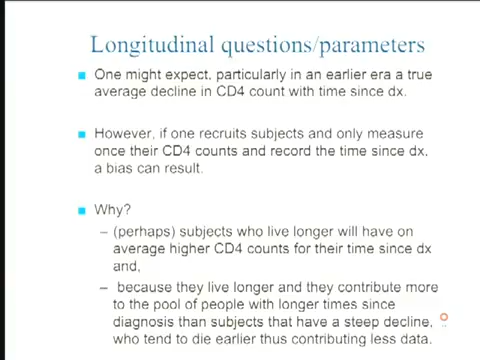 Longitudinal questions/parameters
One might expect, particularly in an earlier era a true
average decline in CD4 count with time since dx.
However, if one recruits subjects and only measure
once their CD4 counts and record the time since dx,
a bias can result.
Why?
– (perhaps) subjects who live longer will have on
average higher CD4 counts for their time since dx
and,
– because they live longer and they contribute more
to the pool of people with longer times since
diagnosis than subjects that have a steep decline,
who tend to die earlier thus contributing less data.